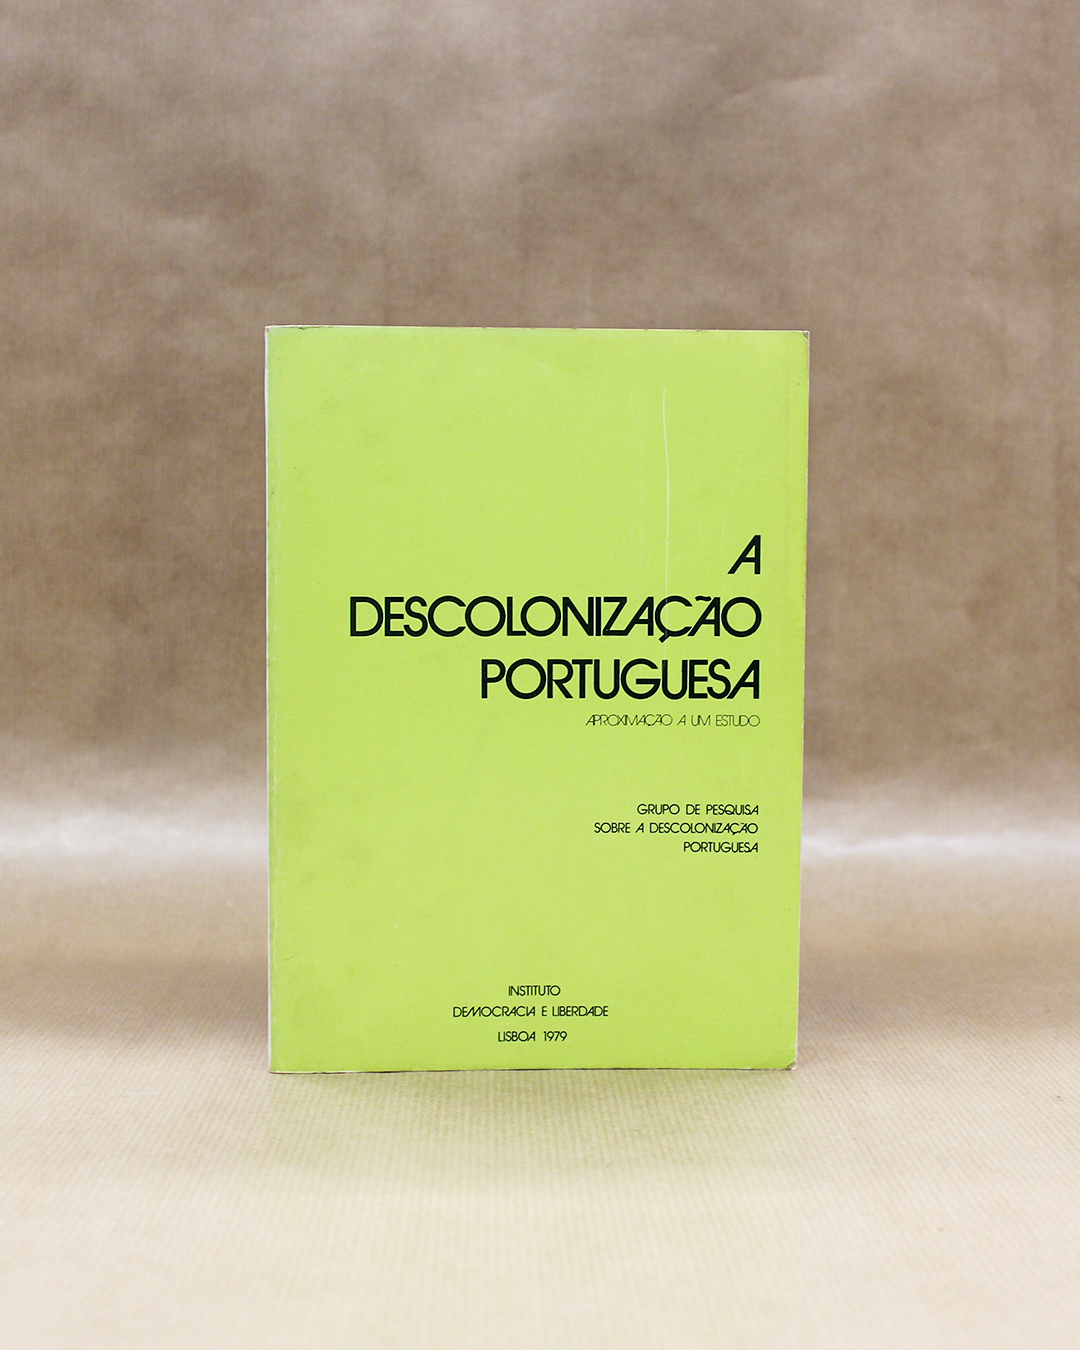 A
DESCOLONIZAÇÃO
PORTUGUESA
APROXIMAÇÃO A UM ESTUDO
GRUPO DE PESQUISA
SOBRE A DESCOLONIZAÇÃO
PORTUGUESA
INSTITUTO
DEMOCRACIA E LIBERDADE
LISBOA 1979